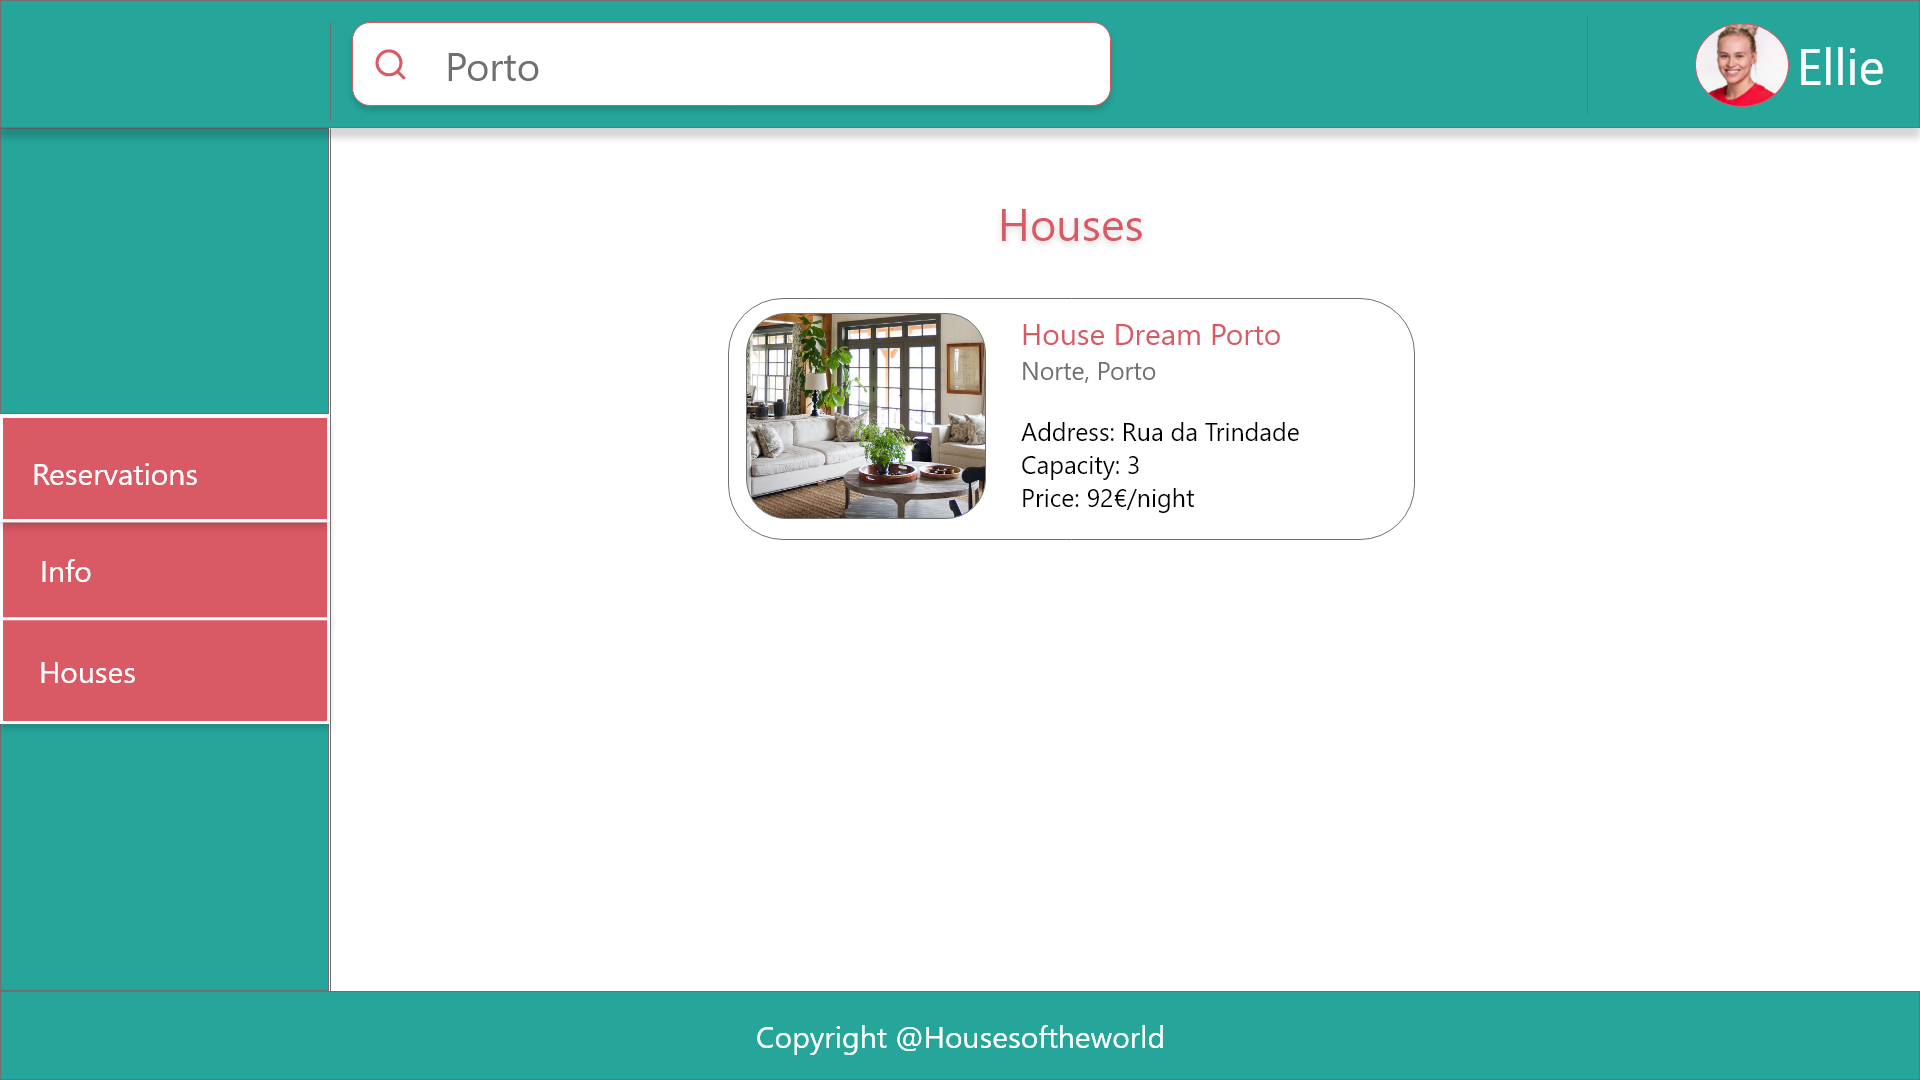 Porto
Ellie
Houses
House Dream Porto
Norte, Porto
Address: Rua da Trindade
Capacity: 3
Price: 92€/night
Reservations
Info
Houses
Copyright @Housesoftheworld